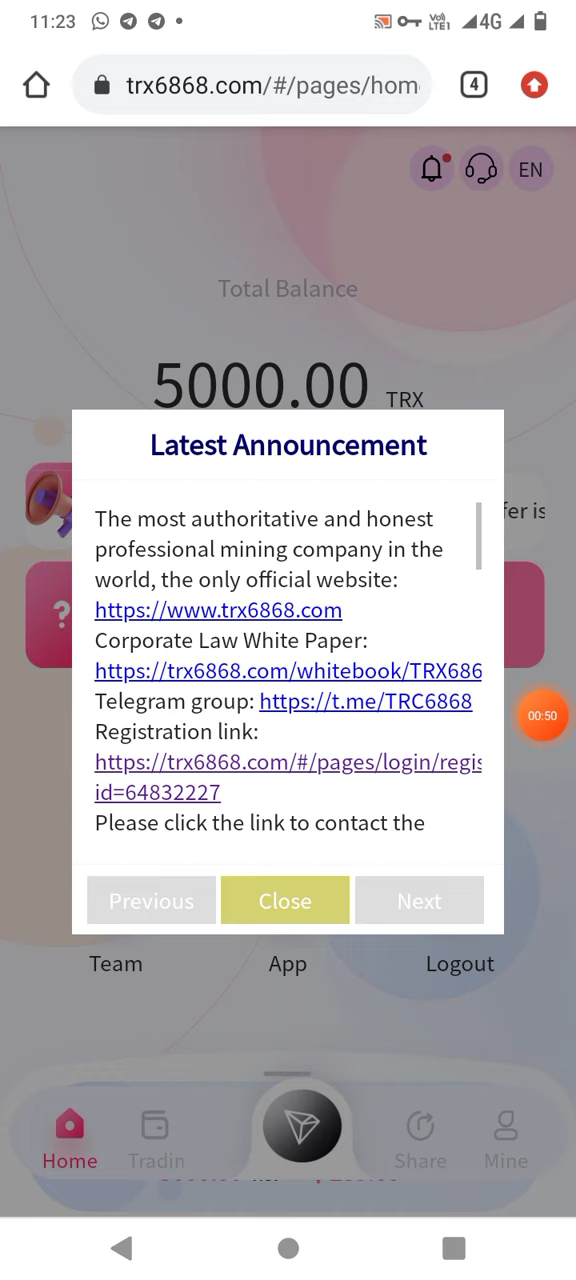 11:23
VoI)
LTE1
4G
trx6868.com/#/pages/hom
4
EN
Total Balance
5000.00 TRX
Latest Announcement
fer is
The most authoritative and honest
professional mining company in the
world, the only official website:
https://www.trx6868.com
Corporate Law White Paper:
https://trx6868.com/whitebook/TRX686
Telegram group: https://t.me/TRC6868
Registration link:
https://trx6868.com/#/pages/login/regis
id=64832227
Please click the link to contact the
?
00:50
Previous
Close
Next
Team
App
Logout
Home
Tradin
Share
Mine